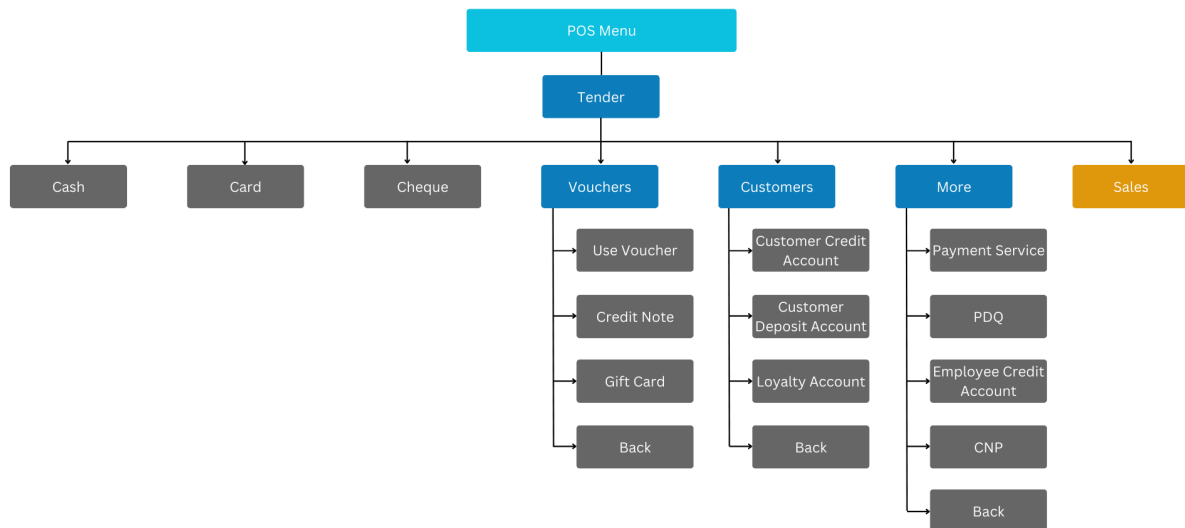 POS Menu
Tender
Cash
Card
Cheque
Vouchers
Customers
More
Sales
Use Voucher
Credit Note
Gift Card
Back
Customer Credit
Account
Customer
Deposit Account
Loyalty Account
Back
Payment Service
PDQ
Employee Credit
Account
CNP
Back